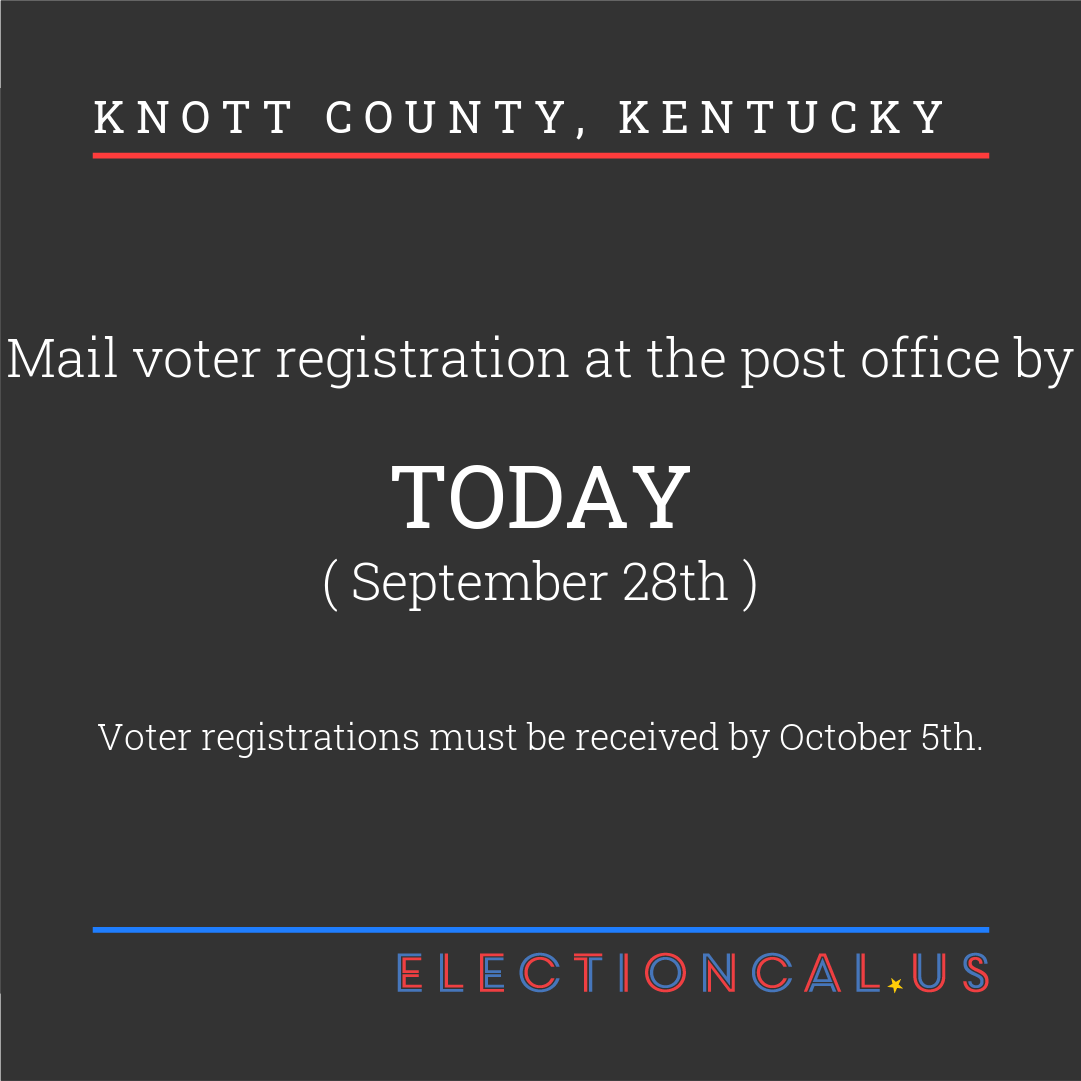 KNOTT COUNTY, KENTUCKY
Mail voter registration at the post office by
TODAY
( September 28th )
Voter registrations must be received by October 5th.
ELECTIONCAL.US